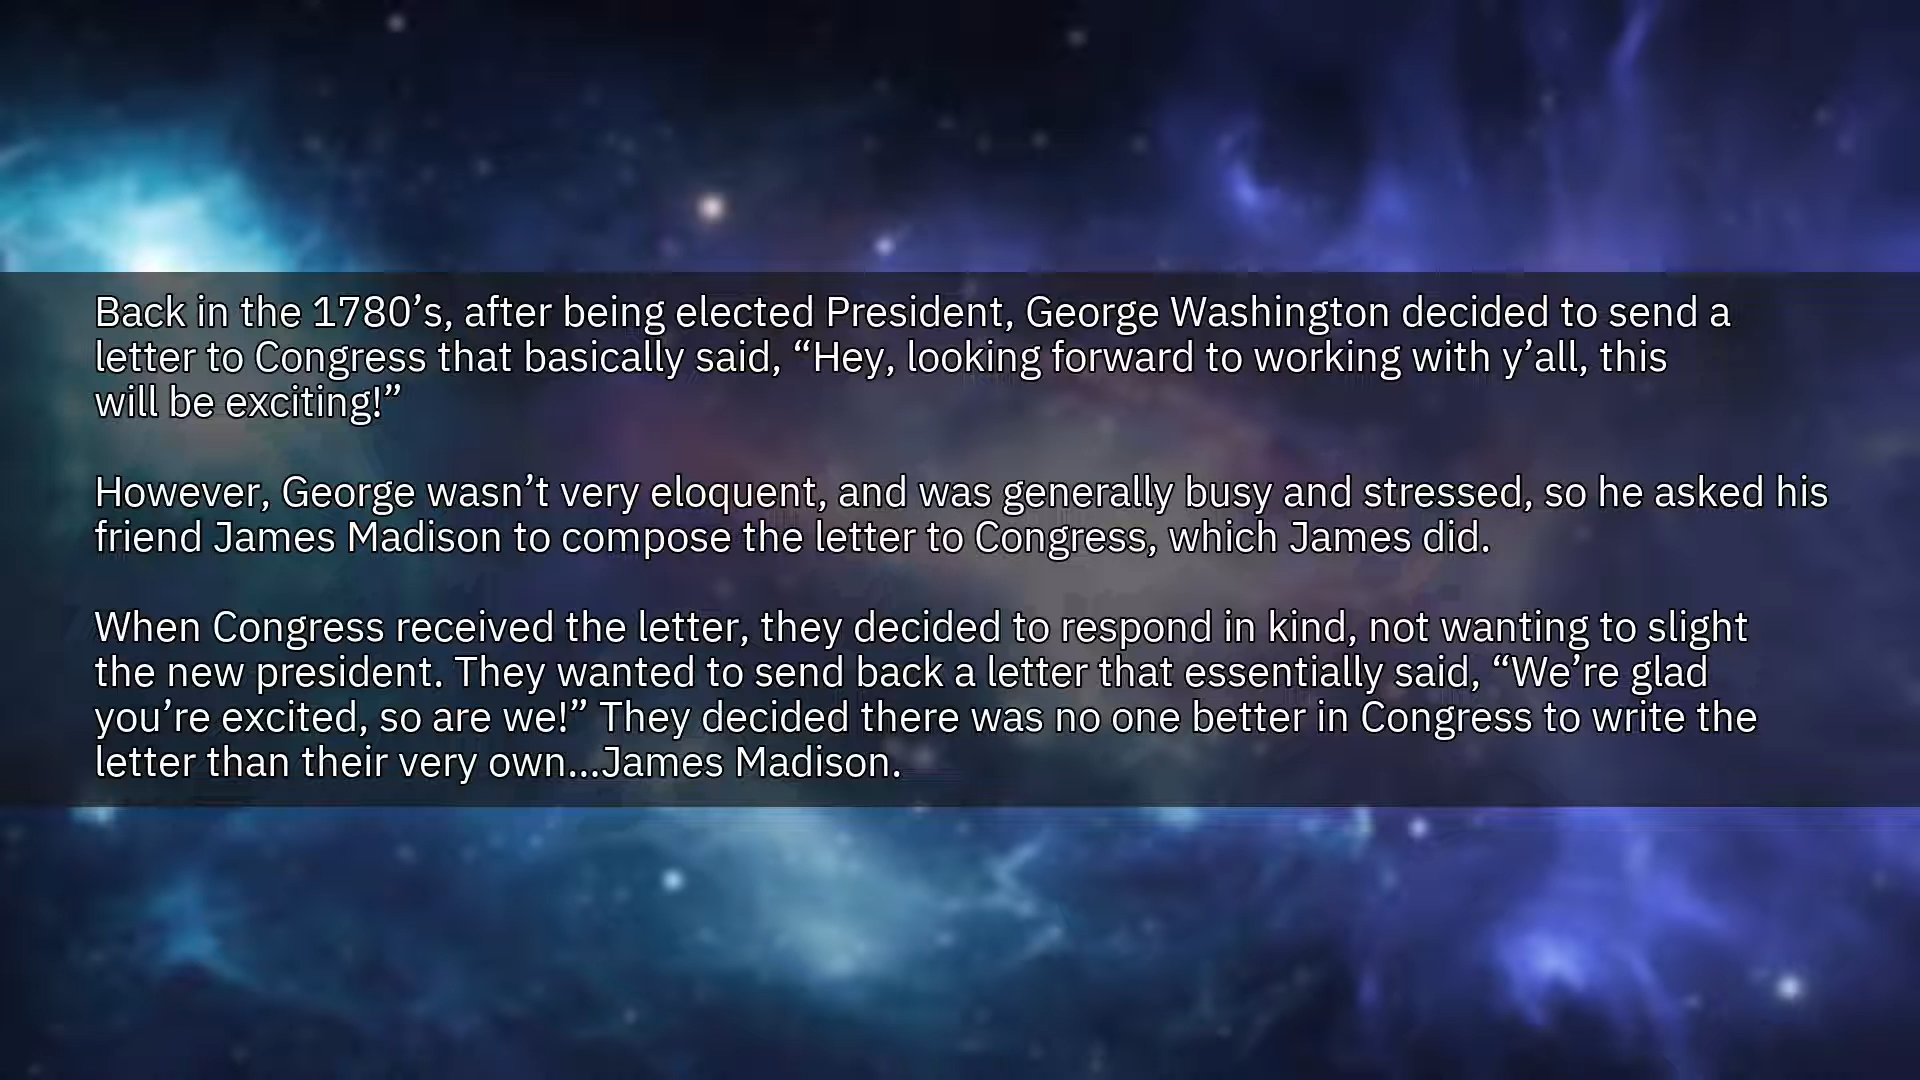 Back in the 1780’s, after being elected President, George Washington decided to send a
letter to Congress that basically said, “Hey, looking forward to working with y’all, this
will be exciting!”
However, George wasn’t very eloquent, and was generally busy and stressed, so he asked his
friend James Madison to compose the letter to Congress, which James did.
When Congress received the letter, they decided to respond in kind, not wanting to slight
the new president. They wanted to send back a letter that essentially said, “We’re glad
you’re excited, so are we!” They decided there was no one better in Congress to write the
letter than their very own...James Madison.